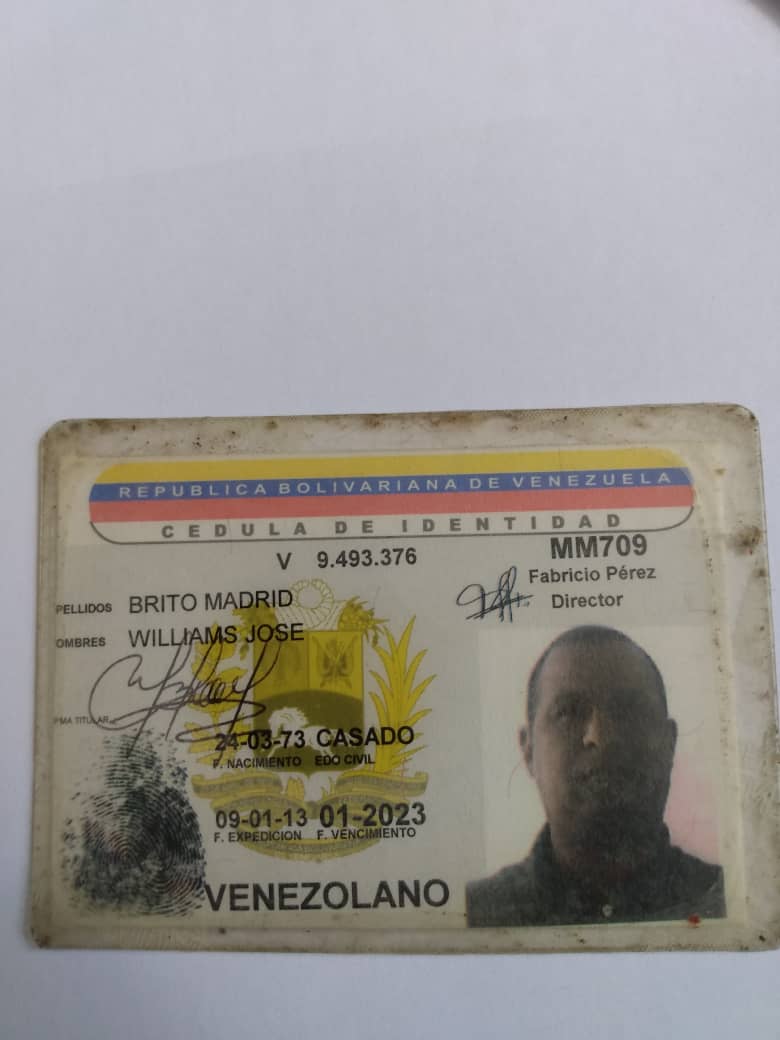 REPUBLICA BOLIVARIANA DE VENEZUELA
CEDULA DE IDENTIDAD
V 9.493.376
MM709
Fabricio Pérez
Director
PELLIDOS BRITO MADRID
OMBRES WILLIAMS JOSE
MA TITULAR
24-03-73 CASADO
F. NACIMIENTO EDO CIVIL
09-01-13 01-2023
F. EXPEDICION F. VENCIMIENTO
VENEZOLANO